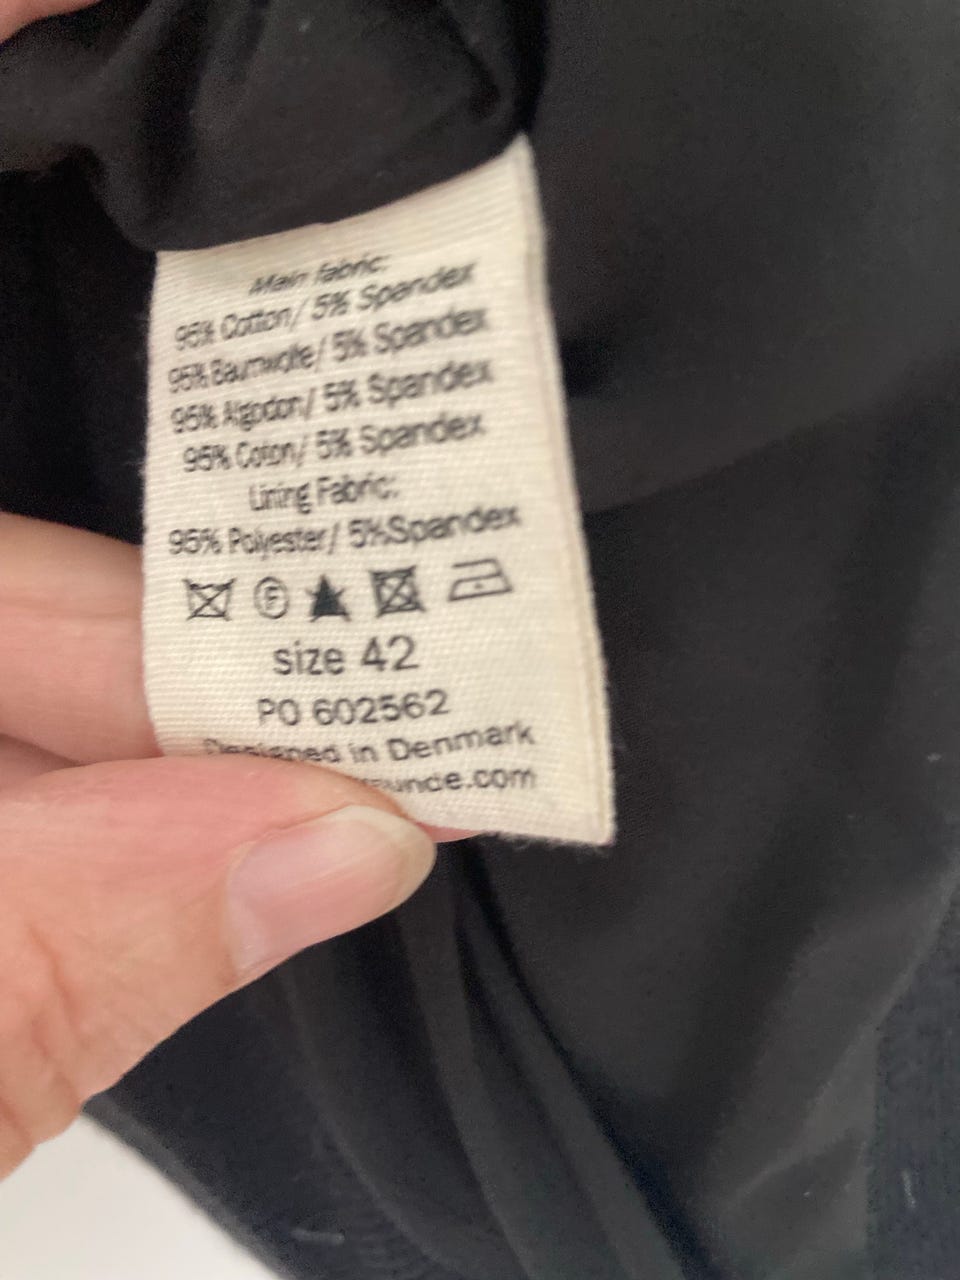 Main fabric:
95% Cotton/ 5% Spandex
95% Baumwolle/ 5% Spandex
95% Algodon/ 5% Spandex
95% Coton/ 5% Spandex
Lining Fabric:
95% Polyester/ 5%Spandex
F
size 42
PO 602562
Designed in Denmark